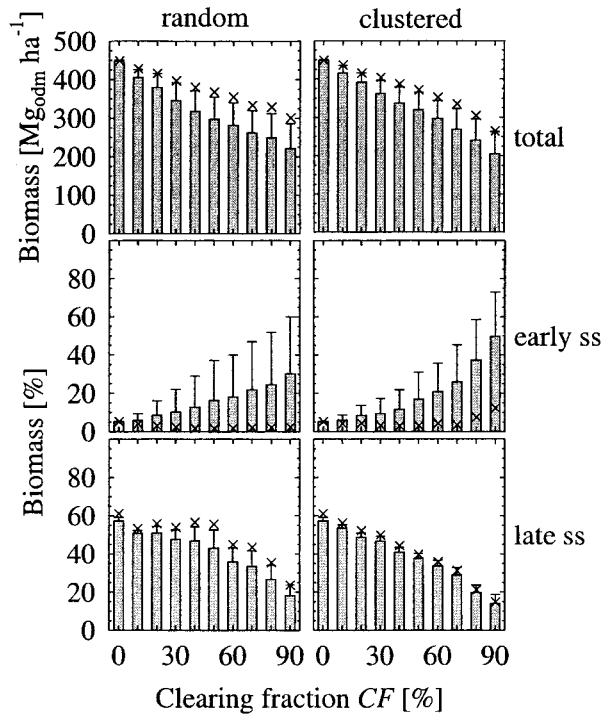 random clustered
Biomass [Mg_odm ha⁻¹]
500
400
300
200
100
0
total
Biomass [%]
80
60
40
20
0
early ss
80
60
40
20
0
late ss
0 30 60 90 0 30 60 90
Clearing fraction CF [%]